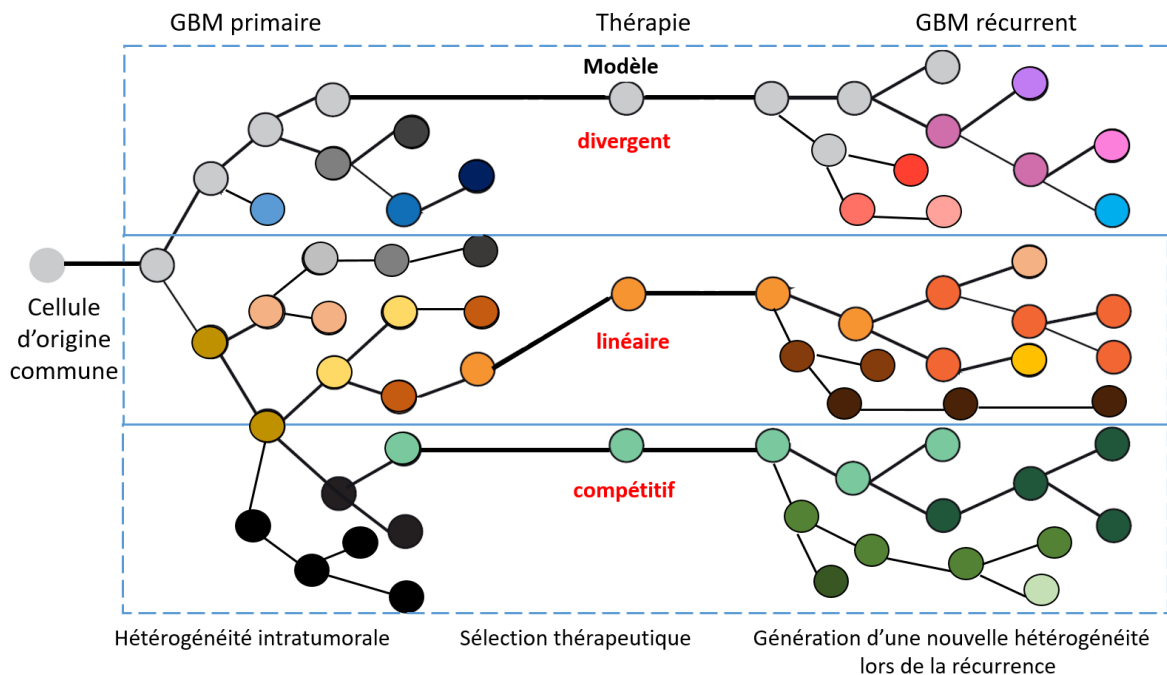 GBM primaire
Thérapie
GBM récurrent
Modèle
divergent
Cellule
d’origine
commune
linéaire
compétitif
Hétérogénéité intratumorale
Sélection thérapeutique
Génération d’une nouvelle hétérogénéité
lors de la récurrence